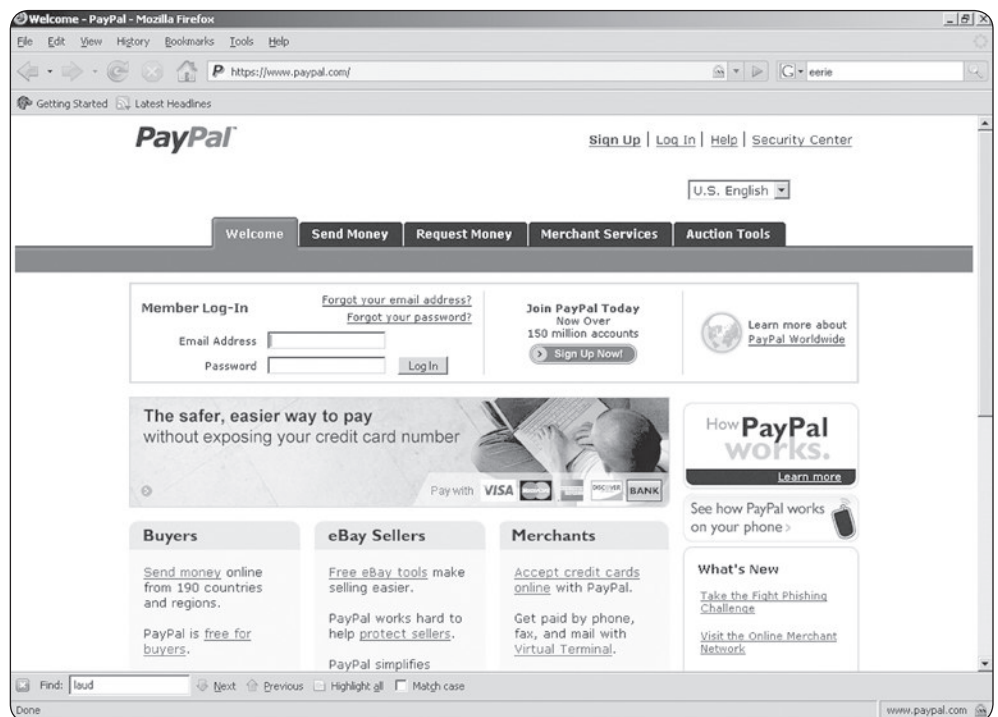 Welcome - PayPal - Mozilla Firefox
File Edit View History Bookmarks Tools Help
https://www.paypal.com/
G eerie
Getting Started Latest Headlines
PayPal
Sign Up | Log In | Help | Security Center
U.S. English
Welcome Send Money Request Money Merchant Services Auction Tools
Member Log-In
Forgot your email address?
Forgot your password?
Email Address
Password
Log In
Join PayPal Today
Now Over
150 million accounts
Sign Up Now!
Learn more about
PayPal Worldwide
The safer, easier way to pay
without exposing your credit card number
Pay with VISA DISCOVER BANK
How PayPal
works.
Learn more
See how PayPal works
on your phone
Buyers
Send money online
from 190 countries
and regions.
PayPal is free for
buyers.
eBay Sellers
Free eBay tools make
selling easier.
PayPal works hard to
help protect sellers.
PayPal simplifies
Merchants
Accept credit cards
online with PayPal.
Get paid by phone,
fax, and mail with
Virtual Terminal.
What's New
Take the Fight Phishing
Challenge
Visit the Online Merchant
Network
Find: laud Next Previous Highlight all Match case
Done www.paypal.com